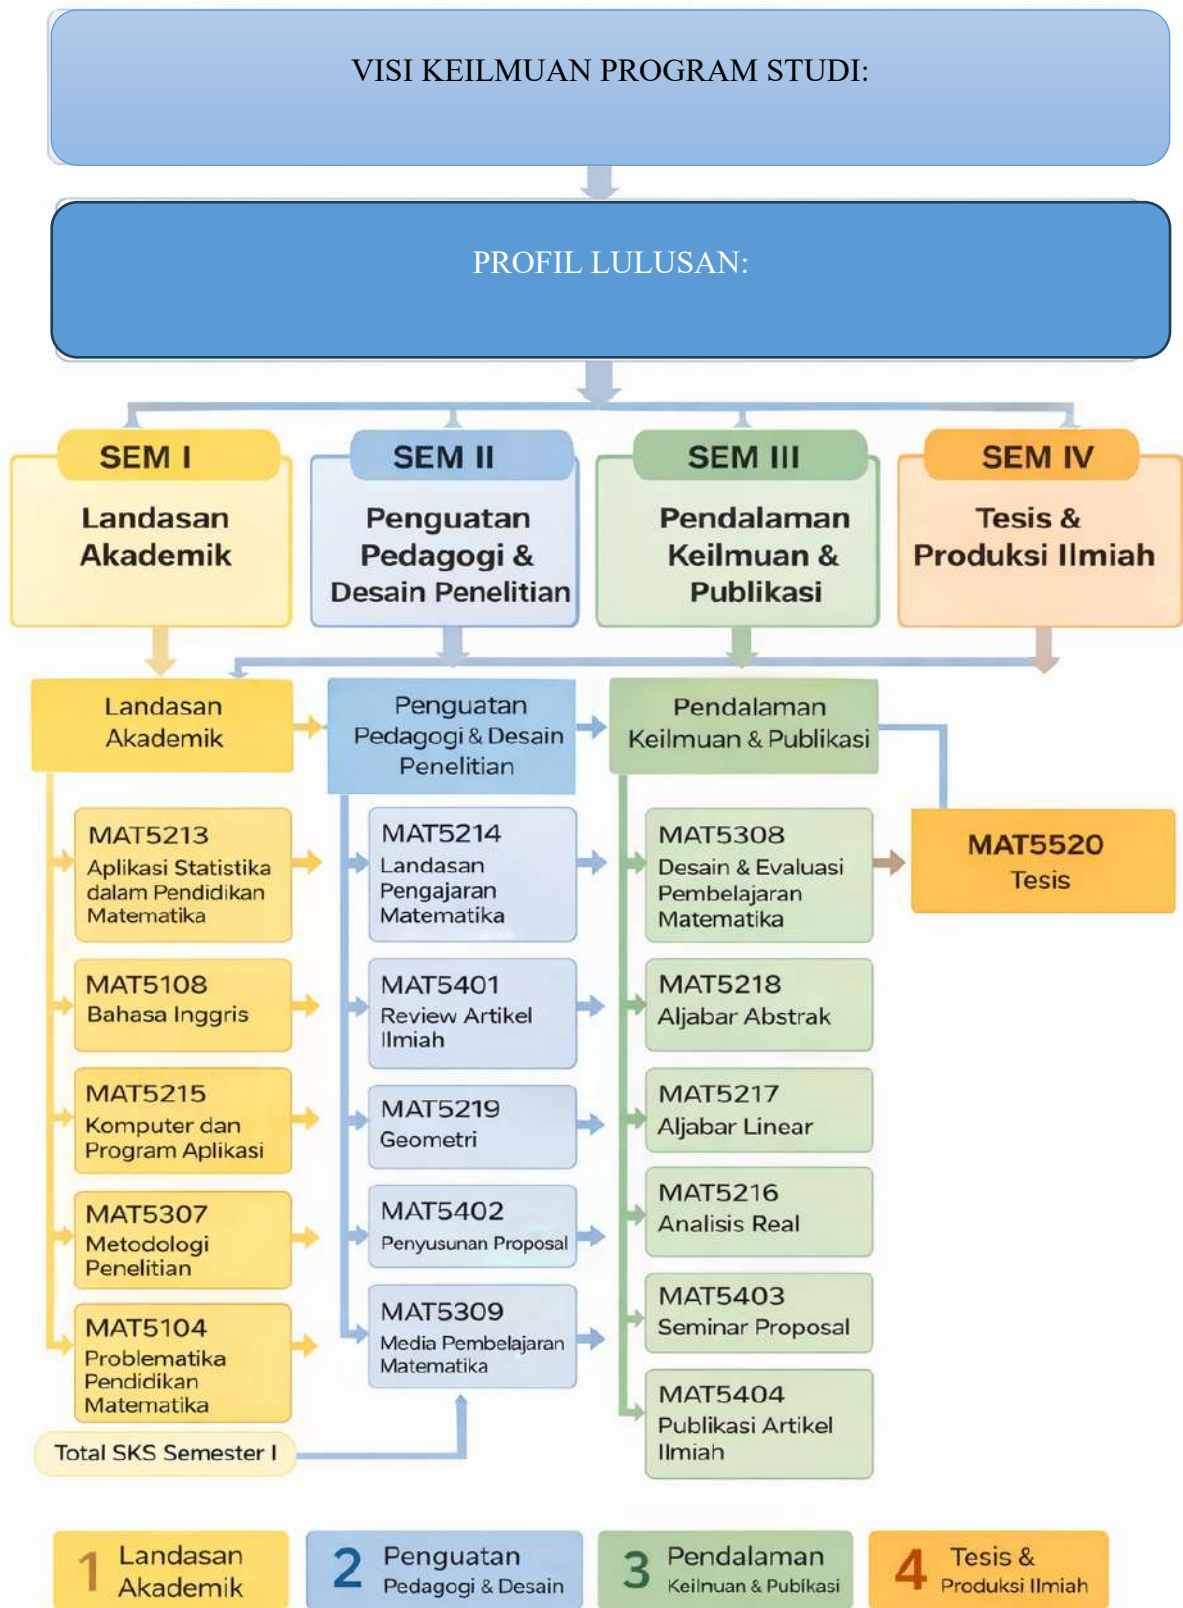 VISI KEILMUAN PROGRAM STUDI:
PROFIL LULUSAN:
SEM I
Landasan
Akademik
SEM II
Penguatan
Pedagogi &
Desain Penelitian
SEM III
Pendalaman
Keilmuan &
Publikasi
SEM IV
Tesis &
Produksi Ilmiah
Landasan
Akademik
MAT5213
Aplikasi Statistika
dalam Pendidikan
Matematika
MAT5108
Bahasa Inggris
MAT5215
Komputer dan
Program Aplikasi
MAT5307
Metodologi
Penelitian
MAT5104
Problematika
Pendidikan
Matematika
Total SKS Semester I
Penguatan
Pedagogi & Desain
Penelitian
MAT5214
Landasan
Pengajaran
Matematika
MAT5401
Review Artikel
Ilmiah
MAT5219
Geometri
MAT5402
Penyusunan Proposal
MAT5309
Media Pembelajaran
Matematika
Pendalaman
Keilmuan & Publikasi
MAT5308
Desain & Evaluasi
Pembelajaran
Matematika
MAT5218
Aljabar Abstrak
MAT5217
Aljabar Linear
MAT5216
Analisis Real
MAT5403
Seminar Proposal
MAT5404
Publikasi Artikel
Ilmiah
MAT5520
Tesis
1 Landasan
Akademik
2 Penguatan
Pedagogi & Desain
3 Pendalaman
Keilnuan & Pubikasi
4 Tesis &
Produksi Ilmiah